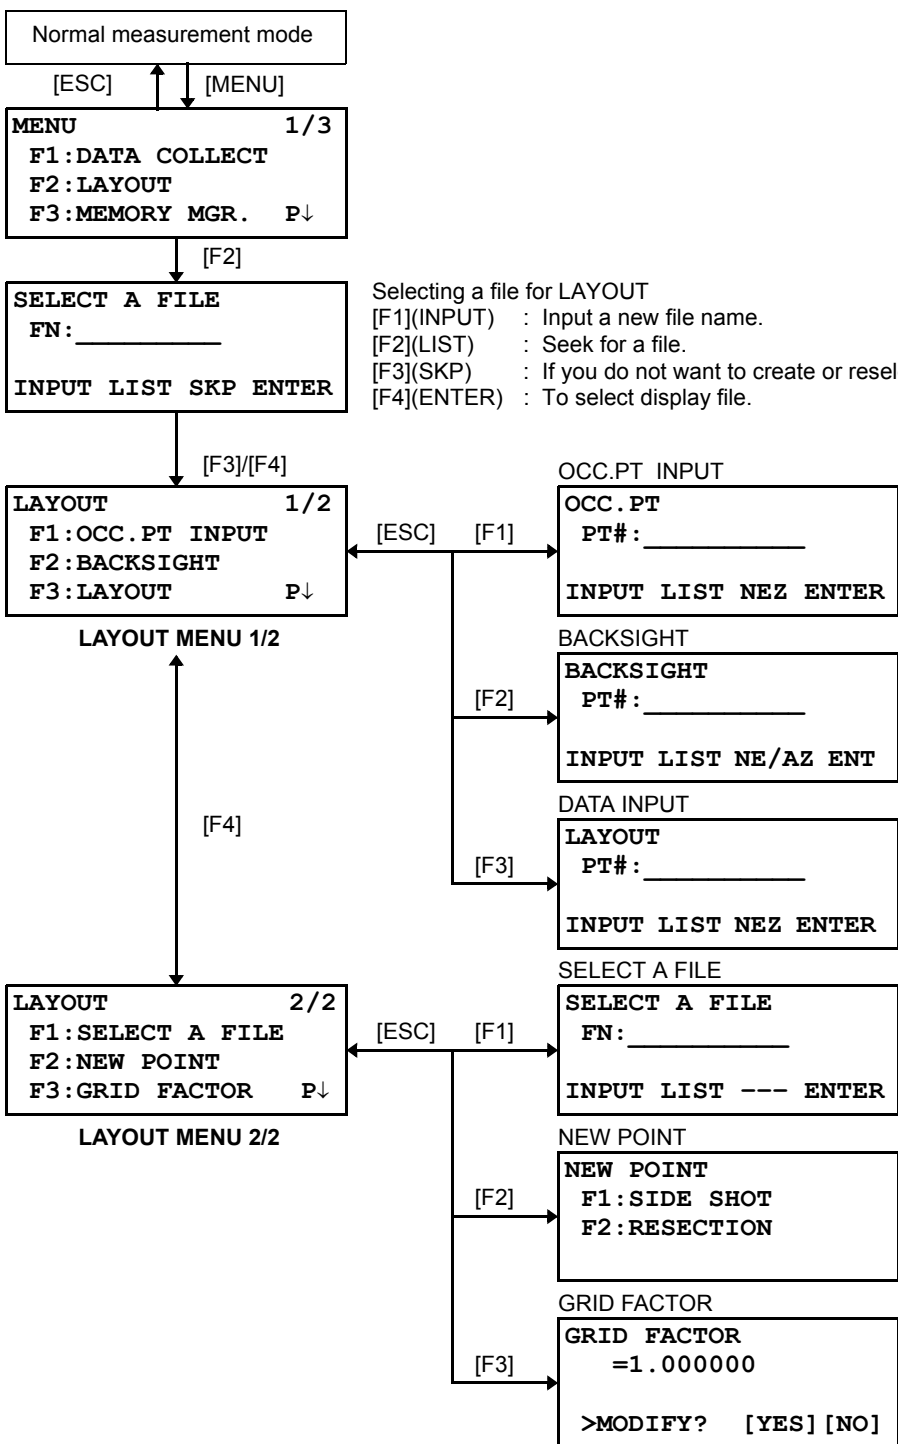 Normal measurement mode
[ESC] [MENU]
MENU 1/3
F1:DATA COLLECT
F2:LAYOUT
F3:MEMORY MGR. P↓
[F2]
SELECT A FILE
FN:_________
INPUT LIST SKP ENTER
Selecting a file for LAYOUT
[F1](INPUT) : Input a new file name.
[F2](LIST) : Seek for a file.
[F3](SKP) : If you do not want to create or resel
[F4](ENTER) : To select display file.
[F3]/[F4]
LAYOUT 1/2
F1:OCC.PT INPUT
F2:BACKSIGHT
F3:LAYOUT P↓
LAYOUT MENU 1/2
[ESC] [F1]
OCC.PT INPUT
OCC.PT
PT#:__________
INPUT LIST NEZ ENTER
[F2]
BACKSIGHT
BACKSIGHT
PT#:__________
INPUT LIST NE/AZ ENT
[F3]
DATA INPUT
LAYOUT
PT#:__________
INPUT LIST NEZ ENTER
[F4]
LAYOUT 2/2
F1:SELECT A FILE
F2:NEW POINT
F3:GRID FACTOR P↓
LAYOUT MENU 2/2
[ESC] [F1]
SELECT A FILE
SELECT A FILE
FN:__________
INPUT LIST --- ENTER
[F2]
NEW POINT
NEW POINT
F1:SIDE SHOT
F2:RESECTION
[F3]
GRID FACTOR
GRID FACTOR
=1.000000
>MODIFY? [YES][NO]